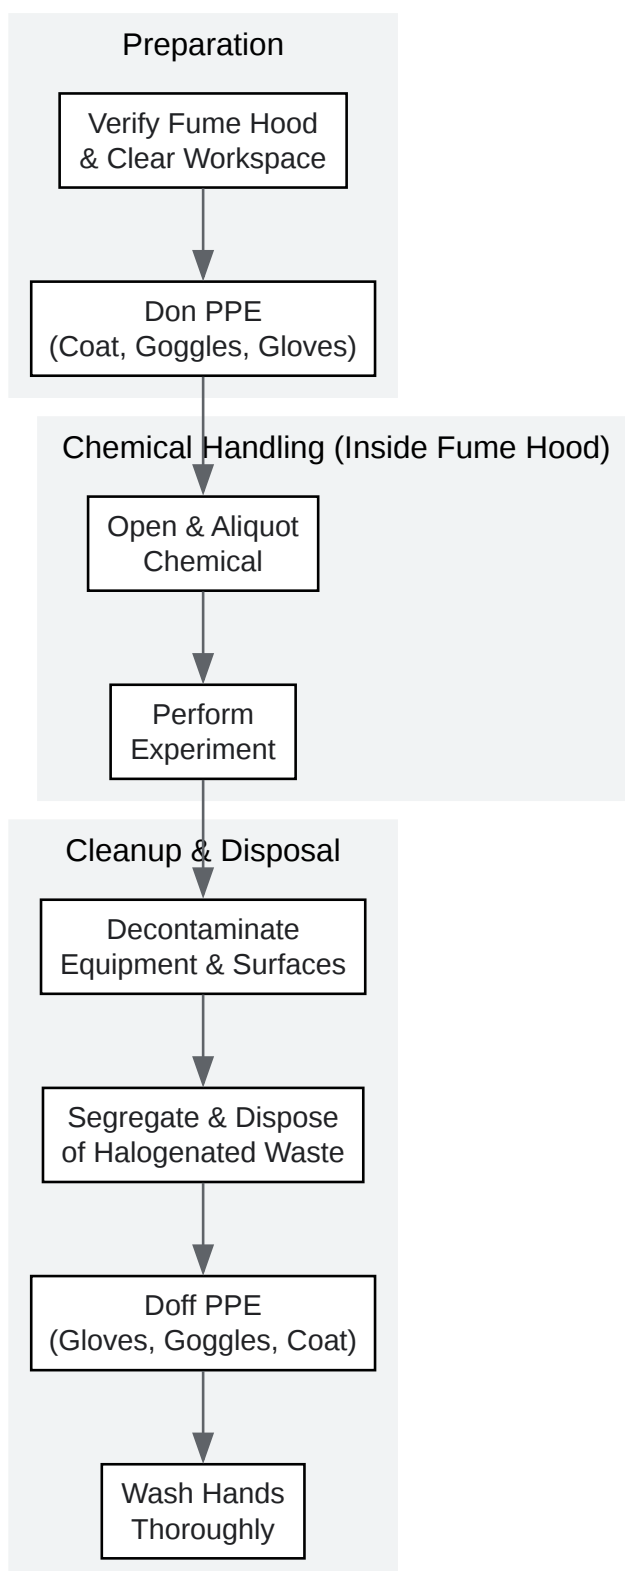 Preparation
Verify Fume Hood
& Clear Workspace
Don PPE
(Coat, Goggles, Gloves)
Chemical Handling (Inside Fume Hood)
Open & Aliquot
Chemical
Perform
Experiment
Cleanup & Disposal
Decontaminate
Equipment & Surfaces
Segregate & Dispose
of Halogenated Waste
Doff PPE
(Gloves, Goggles, Coat)
Wash Hands
Thoroughly